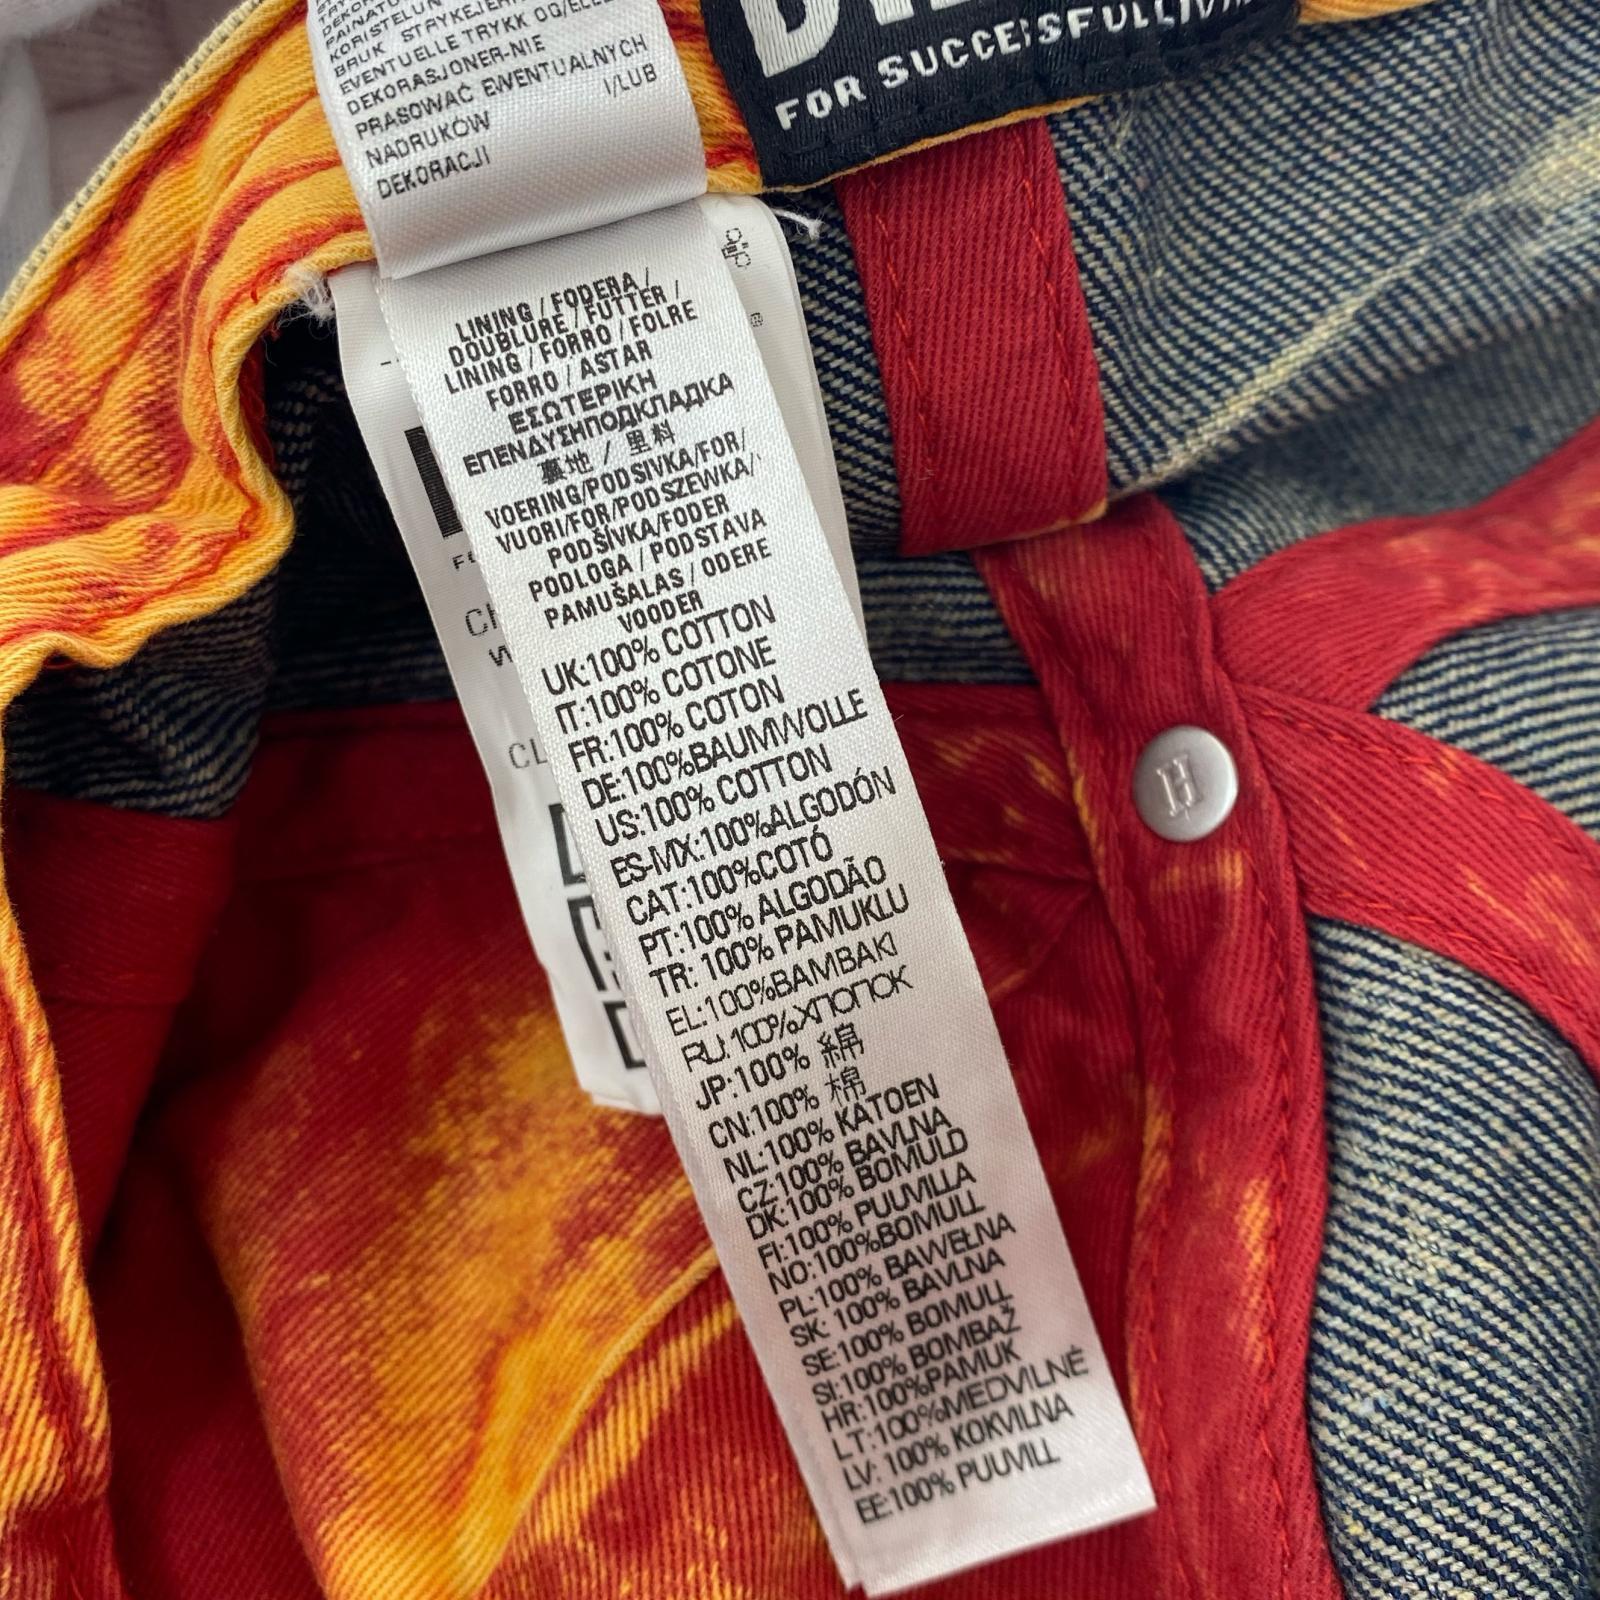 KORISTELUN
BRUK STRYKEJERN
EVENTUELLE TRYKK OG/ELLER
DEKORASJONER-NIE
PRASOWAĆ EWENTUALNYCH
NADRUKÓW I/LUB
DEKORACJI
FOR SUCCESSFUL LIVING
LINING / FODERA /
DOUBLURE / FUTTER /
LINING / FORRO / FOLRE
FORRO / ASTAR
ΕΣΩΤΕΡΙΚΗ
ΕΠΕΝΔΥΣΗПОДКЛАДКА
裏地 / 里料
VOERING/PODSIVKA/FOR/
VUORI/FOR/PODSZEWKA/
PODŠÍVKA/FODER
PODLOGA / PODSTAVA
PAMUŠALAS / ODERE
VOODER
UK:100% COTTON
IT:100% COTONE
FR:100% COTON
DE:100%BAUMWOLLE
US:100% COTTON
ES-MX:100%ALGODÓN
CAT:100%COTÓ
PT:100% ALGODÃO
TR: 100% PAMUKLU
EL:100%ΒΑΜΒΑΚΙ
RU: 100%ХЛОПОК
JP:100% 綿
CN:100% 棉
NL:100% KATOEN
CZ:100% BAVLNA
DK:100% BOMULD
FI:100% PUUVILLA
NO:100%BOMULL
PL:100% BAWEŁNA
SK: 100% BAVLNA
SE:100% BOMULL
SI:100% BOMBAŽ
HR:100%PAMUK
LT:100%MEDVILNĖ
LV: 100% KOKVILNA
EE:100% PUUVILL
H